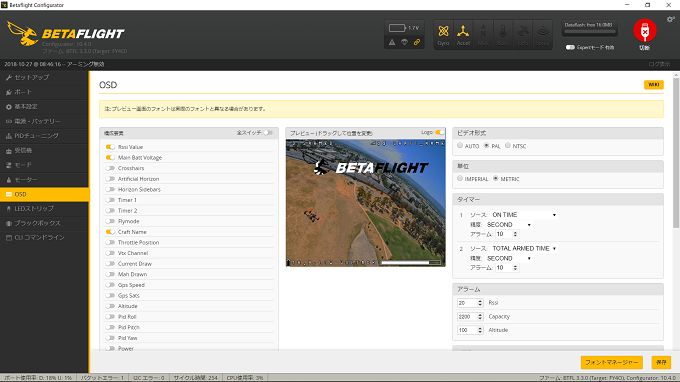 Betaflight Configurator
BETAFLIGHT
Configurator: 10.4.0
ファーム: BTFL 3.3.0 (Target: FY4O)
1.7 V
Gyro
Accel
Dataflash: free 16.0MB
Expertモード 有効
切断
2018-10-27 @ 08:46:16 -- アーミング無効
ログ表示
セットアップ
ポート
基本設定
電源・バッテリー
PIDチューニング
受信機
モード
モーター
OSD
LEDストリップ
ブラックボックス
CLI コマンドライン
OSD
WIKI
注: プレビュー画面のフォントは実際のフォントと異なる場合があります。
構成要素
全スイッチ
Rssi Value
Main Batt Voltage
Crosshairs
Artificial Horizon
Horizon Sidebars
Timer 1
Timer 2
Flymode
Craft Name
Throttle Position
Vtx Channel
Current Draw
Mah Drawn
Gps Speed
Gps Sats
Altitude
Pid Roll
Pid Pitch
Pid Yaw
Power
プレビュー (ドラッグして位置を変更)
Logo
BETAFLIGHT
ビデオ形式
AUTO
PAL
NTSC
単位
IMPERIAL
METRIC
タイマー
1 ソース: ON TIME
精度: SECOND
アラーム: 10
2 ソース: TOTAL ARMED TIME
精度: SECOND
アラーム: 10
アラーム
20 Rssi
2200 Capacity
100 Altitude
フォントマネージャー
保存
ポート使用率: D: 18% U: 1%
パケットエラー: 1
I2C エラー: 0
サイクル時間: 254
CPU使用率: 3%
ファーム: BTFL 3.3.0 (Target: FY4O), Configurator: 10.4.0